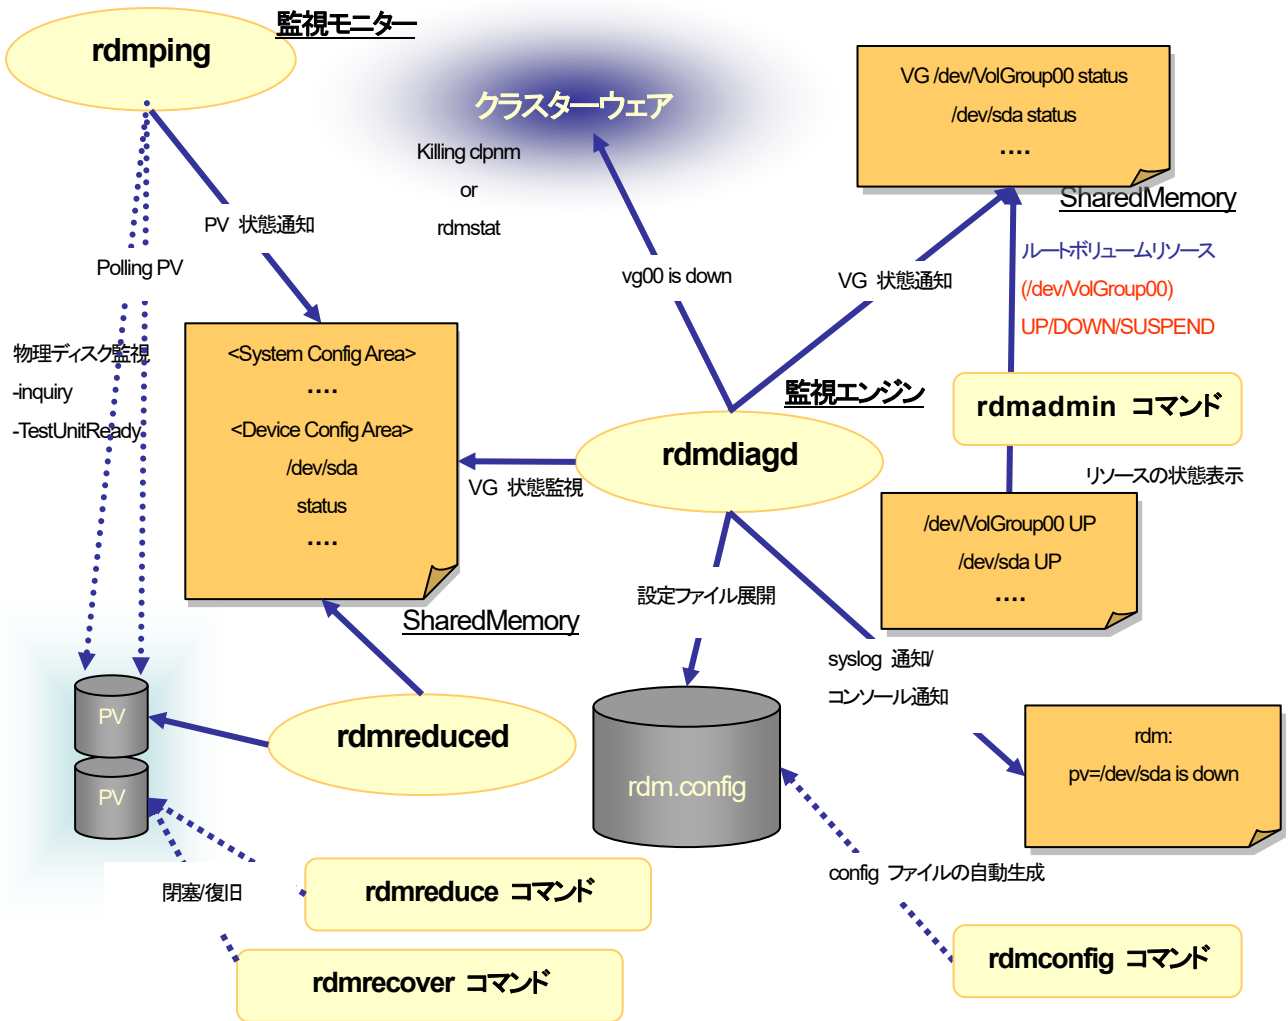 監視モニター
rdmping
クラスターウェア
VG /dev/VolGroup00 status
/dev/sda status
....
SharedMemory
Killing clpnm
or
rdmstat
PV 状態通知
Polling PV
vg00 is down
VG 状態通知
ルートボリュームリソース
(/dev/VolGroup00)
UP/DOWN/SUSPEND
物理ディスク監視
-inquiry
-TestUnitReady
<System Config Area>
....
<Device Config Area>
/dev/sda
status
....
SharedMemory
監視エンジン
rdmdiagd
VG 状態監視
rdmadmin コマンド
リソースの状態表示
/dev/VolGroup00 UP
/dev/sda UP
....
設定ファイル展開
syslog 通知/
コンソール通知
PV
PV
rdmreduced
rdm.config
rdm:
pv=/dev/sda is down
閉塞/復旧
rdmreduce コマンド
rdmrecover コマンド
config ファイルの自動生成
rdmconfig コマンド